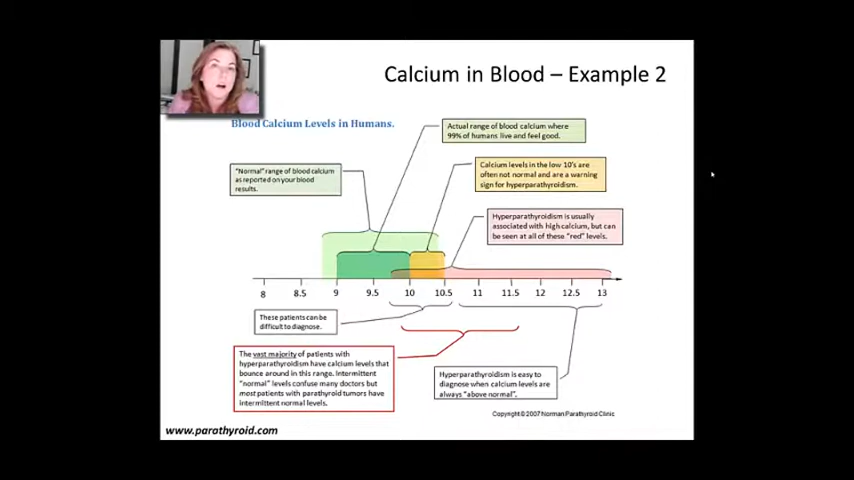 Calcium in Blood – Example 2
Blood Calcium Levels in Humans.
Actual range of blood calcium where
99% of humans live and feel good.
"Normal" range of blood calcium
as reported on your blood
results.
Calcium levels in the low 10's are
often not normal and are a warning
sign for hyperparathyroidism.
Hyperparathyroidism is usually
associated with high calcium, but can
be seen at all of these "red" levels.
8 8.5 9 9.5 10 10.5 11 11.5 12 12.5 13
These patients can be
difficult to diagnose.
The vast majority of patients with
hyperparathyroidism have calcium levels that
bounce around in this range. Intermittent
"normal" levels confuse many doctors but
most patients with parathyroid tumors have
intermittent normal levels.
Hyperparathyroidism is easy to
diagnose when calcium levels are
always "above normal".
Copyright © 2007 Norman Parathyroid Clinic
www.parathyroid.com